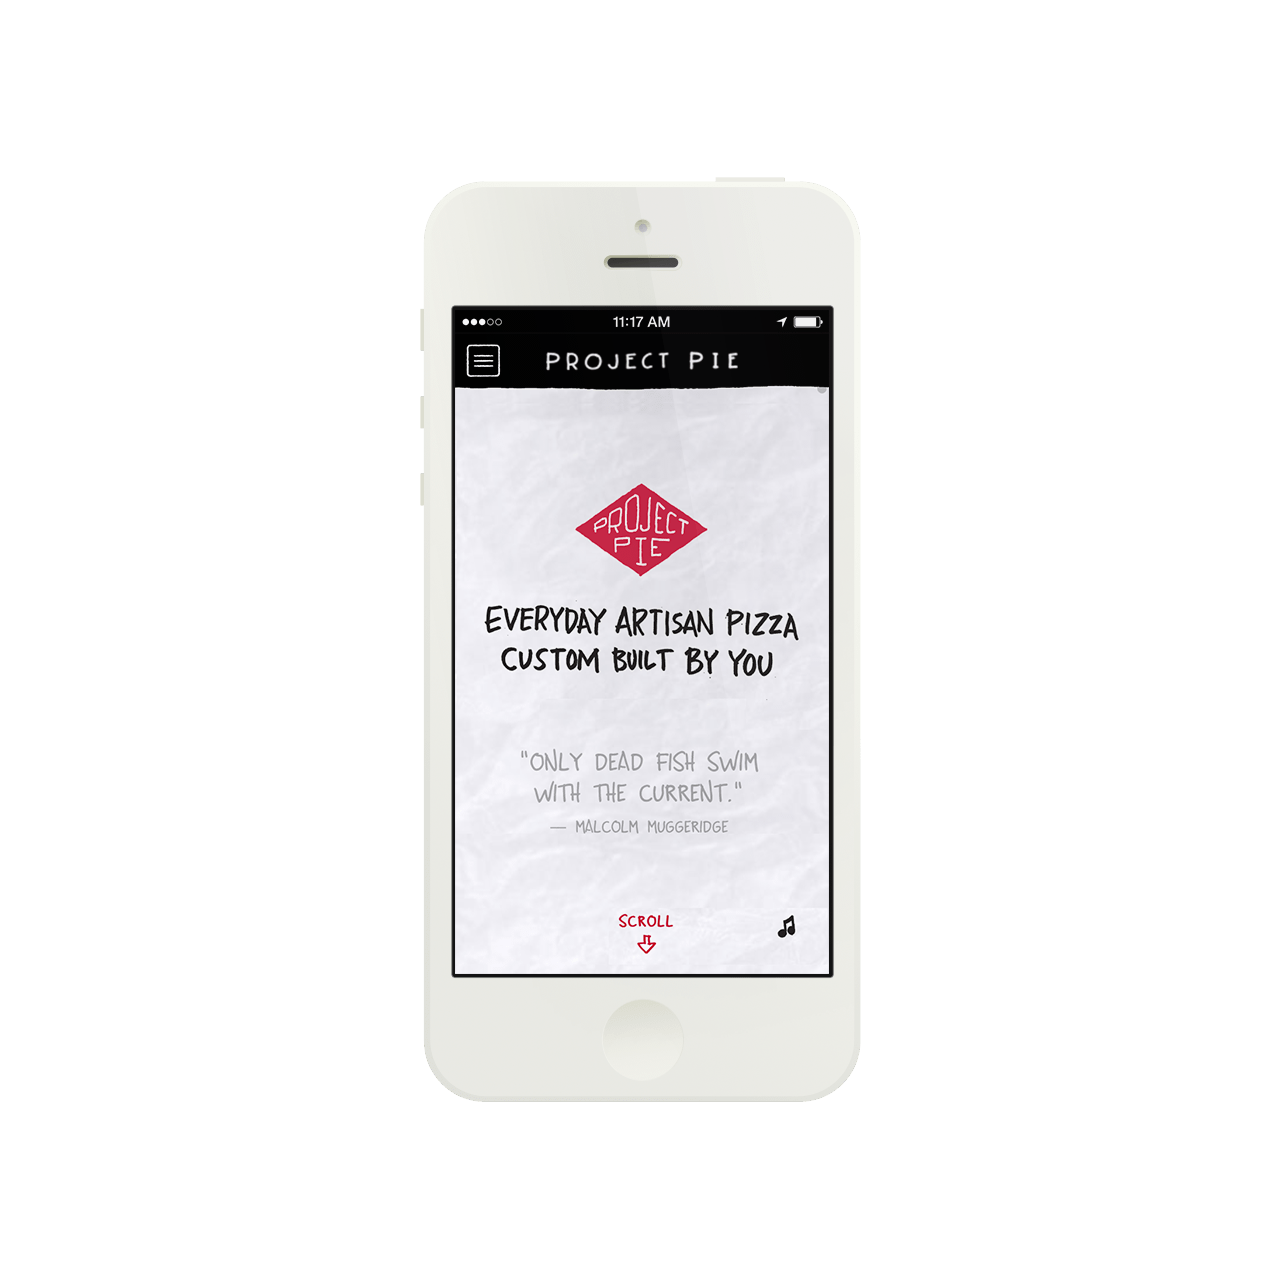 11:17 AM
PROJECT PIE
PROJECT
PIE
EVERYDAY ARTISAN PIZZA
CUSTOM BUILT BY YOU
"ONLY DEAD FISH SWIM
WITH THE CURRENT."
— MALCOLM MUGGERIDGE
SCROLL